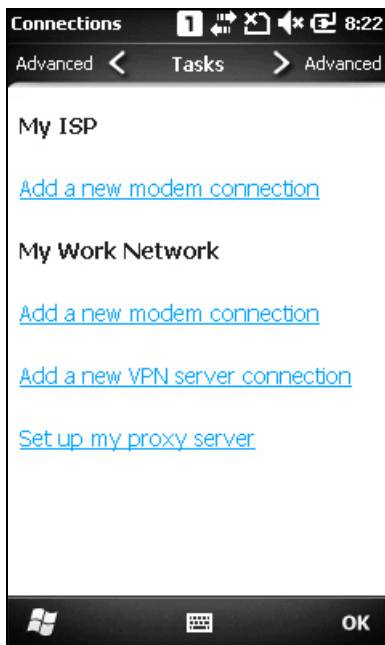 Connections 1 8:22
Advanced < Tasks > Advanced
My ISP
Add a new modem connection
My Work Network
Add a new modem connection
Add a new VPN server connection
Set up my proxy server
OK